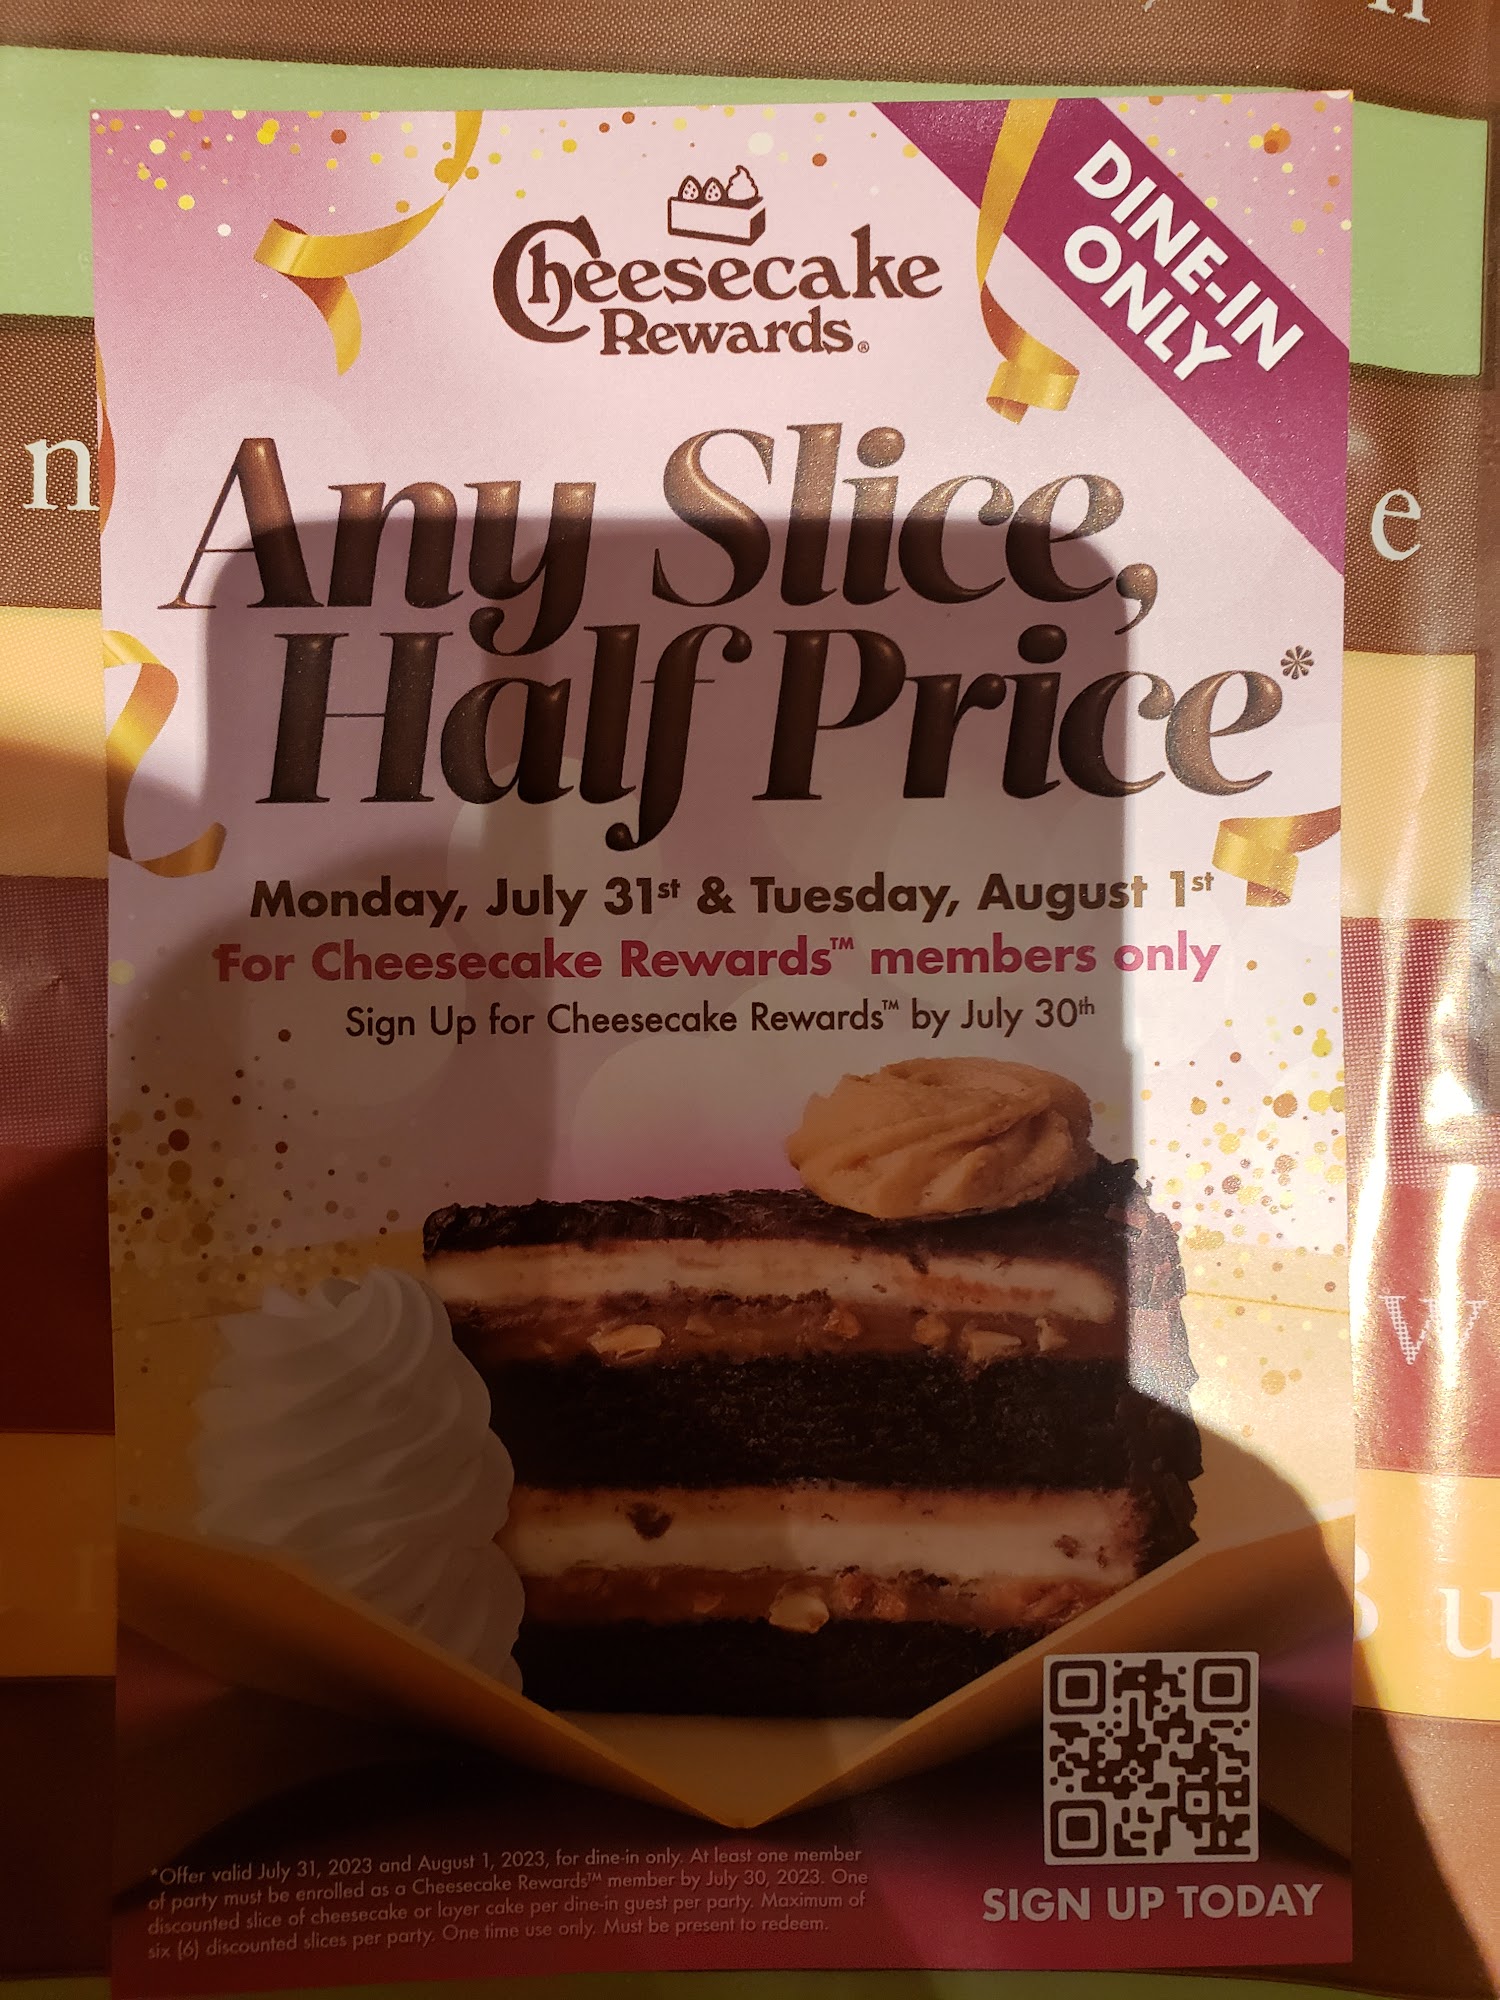 n
Cheesecake
Rewards®
DINE-IN
ONLY
n
e
Any Slice,
Half Price*
Monday, July 31st & Tuesday, August 1st
For Cheesecake Rewards™ members only
Sign Up for Cheesecake Rewards™ by July 30th
w
B u
SIGN UP TODAY
*Offer valid July 31, 2023 and August 1, 2023, for dine-in only. At least one member
of party must be enrolled as a Cheesecake Rewards™ member by July 30, 2023. One
discounted slice of cheesecake or layer cake per dine-in guest per party. Maximum of
six (6) discounted slices per party. One time use only. Must be present to redeem.